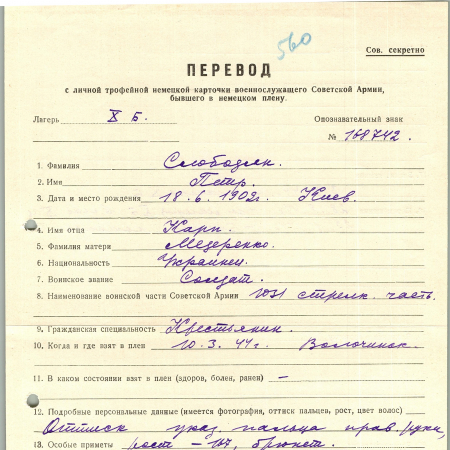 560
Сов. секретно
ПЕРЕВОД
с личной трофейной немецкой карточки военнослужащего Советской Армии,
бывшего в немецком плену.
Лагерь X Б. Опознавательный знак
№ 168742.
1. Фамилия Слободян.
2. Имя Петр.
3. Дата и место рождения 18.6.1902г. Киев.
4. Имя отца Карп.
5. Фамилия матери
6. Национальность Украинец.
7. Воинское звание Солдат.
8. Наименование воинской части Советской Армии 1031 стрелк. часть.
9. Гражданская специальность Крестьянин.
10. Когда и где взят в плен 10.3.44г. Волочинск.
11. В каком состоянии взят в плен (здоров, болен, ранен) –
12. Подробные персональные данные (имеется фотография, оттиск пальцев, рост, цвет волос)
Оттиск указ. пальца прав. руки,
13. Особые приметы рост – 167, брюнет.